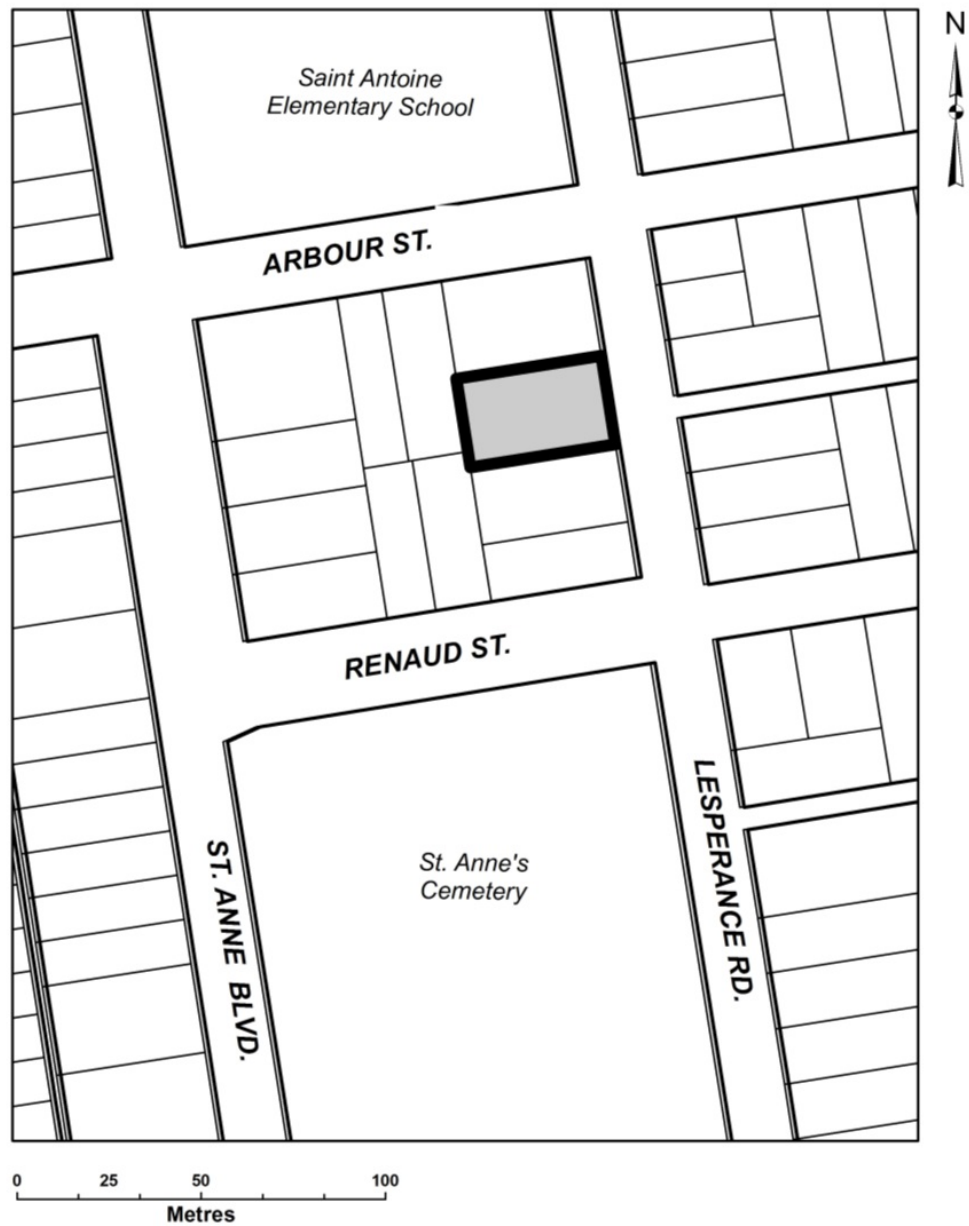 N
Saint Antoine
Elementary School
ARBOUR ST.
RENAUD ST.
LESPERANCE RD.
ST. ANNE BLVD.
St. Anne's
Cemetery
0 25 50 100
Metres